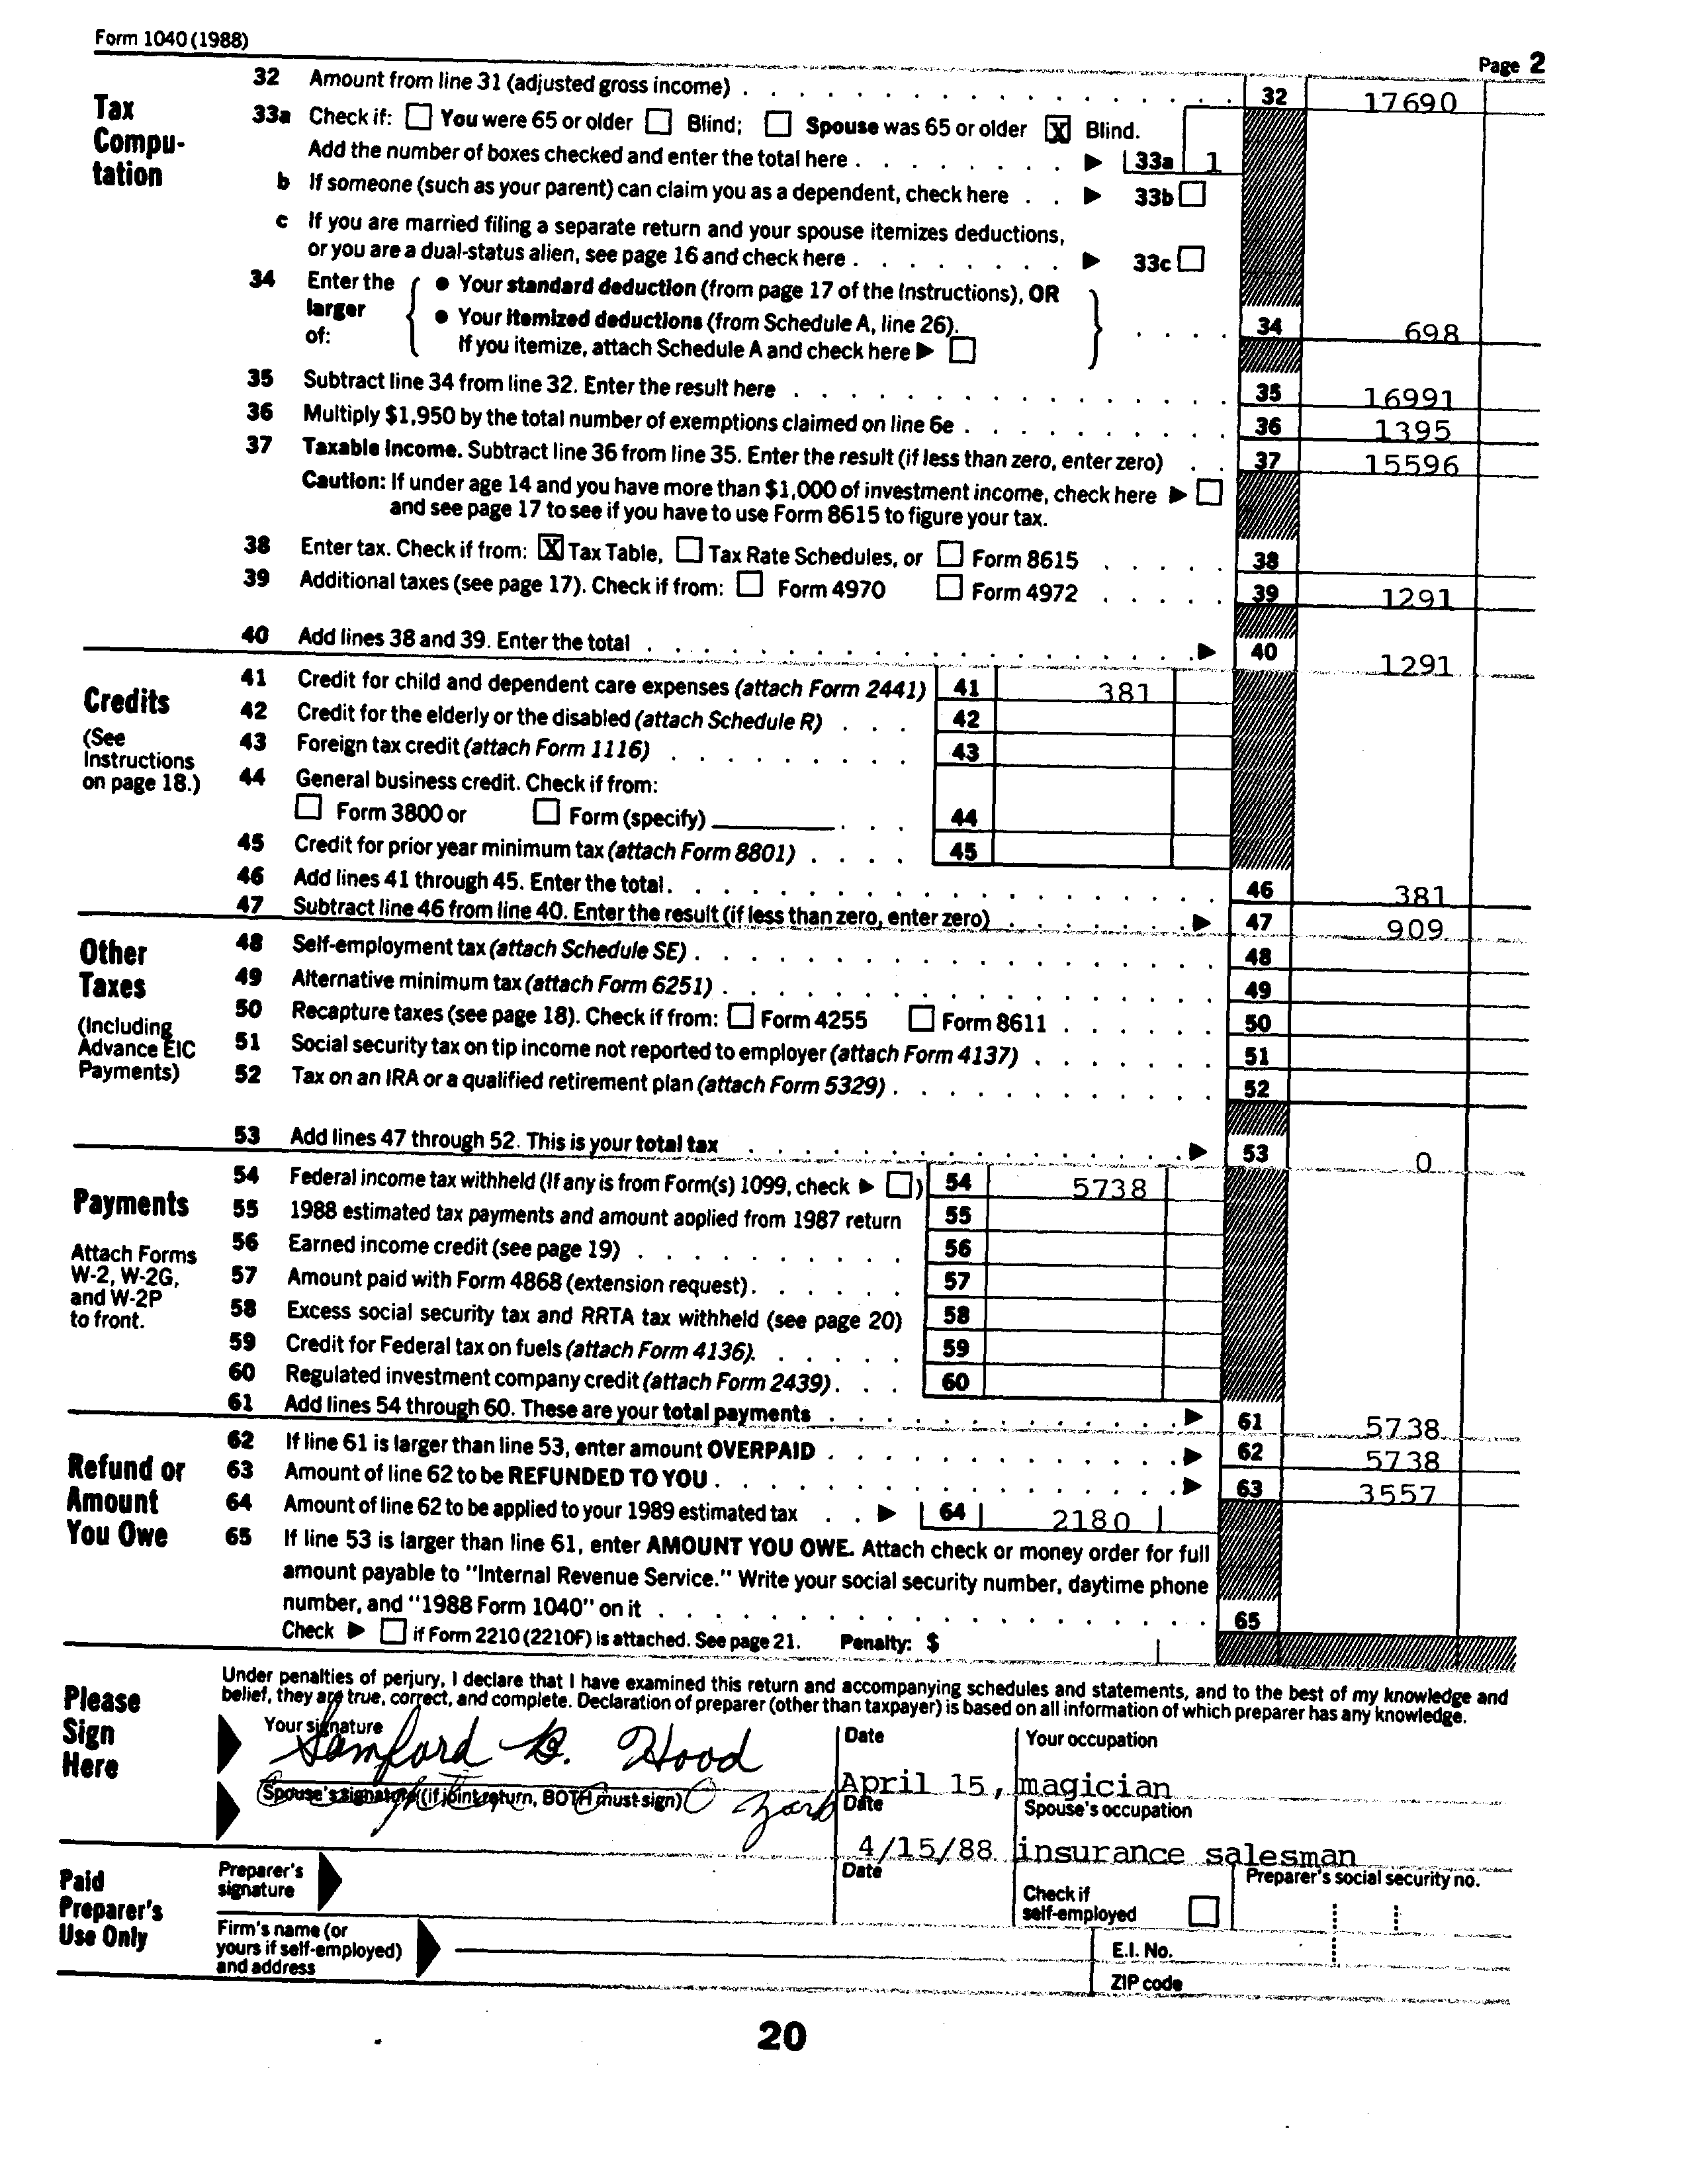 Form 1040 (1988)
Page 2
Tax Compu-tation
32 Amount from line 31 (adjusted gross income) . . . . 32 17690
33a Check if: ☐ You were 65 or older ☐ Blind; ☐ Spouse was 65 or older ☒ Blind.
Add the number of boxes checked and enter the total here . . . . ▶ 33a 1
b If someone (such as your parent) can claim you as a dependent, check here . . ▶ 33b ☐
c If you are married filing a separate return and your spouse itemizes deductions,
or you are a dual-status alien, see page 16 and check here . . . . ▶ 33c ☐
34 Enter the larger of: { ● Your standard deduction (from page 17 of the Instructions), OR
● Your itemized deductions (from Schedule A, line 26).
If you itemize, attach Schedule A and check here ▶ ☐ } . . . . 34 698
35 Subtract line 34 from line 32. Enter the result here . . . . 35 16991
36 Multiply $1,950 by the total number of exemptions claimed on line 6e . . . . 36 1395
37 Taxable Income. Subtract line 36 from line 35. Enter the result (if less than zero, enter zero) . . 37 15596
Caution: If under age 14 and you have more than $1,000 of investment income, check here ▶ ☐
and see page 17 to see if you have to use Form 8615 to figure your tax.
38 Enter tax. Check if from: ☒ Tax Table, ☐ Tax Rate Schedules, or ☐ Form 8615 . . . . 38
39 Additional taxes (see page 17). Check if from: ☐ Form 4970 ☐ Form 4972 . . . . 39 1291
40 Add lines 38 and 39. Enter the total . . . . ▶ 40 1291
Credits
(See Instructions on page 18.)
41 Credit for child and dependent care expenses (attach Form 2441) 41 381
42 Credit for the elderly or the disabled (attach Schedule R) . . . 42
43 Foreign tax credit (attach Form 1116) . . . . 43
44 General business credit. Check if from:
☐ Form 3800 or ☐ Form (specify) ________ . . . 44
45 Credit for prior year minimum tax (attach Form 8801) . . . . 45
46 Add lines 41 through 45. Enter the total. . . . . 46 381
47 Subtract line 46 from line 40. Enter the result (if less than zero, enter zero) . . . . ▶ 47 909
Other Taxes
(Including Advance EIC Payments)
48 Self-employment tax (attach Schedule SE) . . . . 48
49 Alternative minimum tax (attach Form 6251) . . . . 49
50 Recapture taxes (see page 18). Check if from: ☐ Form 4255 ☐ Form 8611 . . . . 50
51 Social security tax on tip income not reported to employer (attach Form 4137) . . . . 51
52 Tax on an IRA or a qualified retirement plan (attach Form 5329) . . . . 52
53 Add lines 47 through 52. This is your total tax . . . . ▶ 53 0
Payments
Attach Forms W-2, W-2G, and W-2P to front.
54 Federal income tax withheld (If any is from Form(s) 1099, check ▶ ☐) 54 5738
55 1988 estimated tax payments and amount applied from 1987 return 55
56 Earned income credit (see page 19) . . . . 56
57 Amount paid with Form 4868 (extension request) . . . . 57
58 Excess social security tax and RRTA tax withheld (see page 20) 58
59 Credit for Federal tax on fuels (attach Form 4136). . . . 59
60 Regulated investment company credit (attach Form 2439) . . . 60
61 Add lines 54 through 60. These are your total payments . . . . ▶ 61 5738
Refund or Amount You Owe
62 If line 61 is larger than line 53, enter amount OVERPAID . . . . ▶ 62 5738
63 Amount of line 62 to be REFUNDED TO YOU . . . . ▶ 63 3557
64 Amount of line 62 to be applied to your 1989 estimated tax . . ▶ 64 2180
65 If line 53 is larger than line 61, enter AMOUNT YOU OWE. Attach check or money order for full
amount payable to "Internal Revenue Service." Write your social security number, daytime phone
number, and "1988 Form 1040" on it . . . . 65
Check ▶ ☐ if Form 2210 (2210F) is attached. See page 21. Penalty: $
Please Sign Here
Under penalties of perjury, I declare that I have examined this return and accompanying schedules and statements, and to the best of my knowledge and
belief, they are true, correct, and complete. Declaration of preparer (other than taxpayer) is based on all information of which preparer has any knowledge.
Your signature Date Your occupation
Samford B. Hood April 15, magician
Spouse's signature (if joint return, BOTH must sign) Date Spouse's occupation
4/15/88 insurance salesman
Paid Preparer's Use Only
Preparer's signature Date Check if self-employed ☐ Preparer's social security no.
Firm's name (or yours if self-employed) and address E.I. No.
ZIP code
20